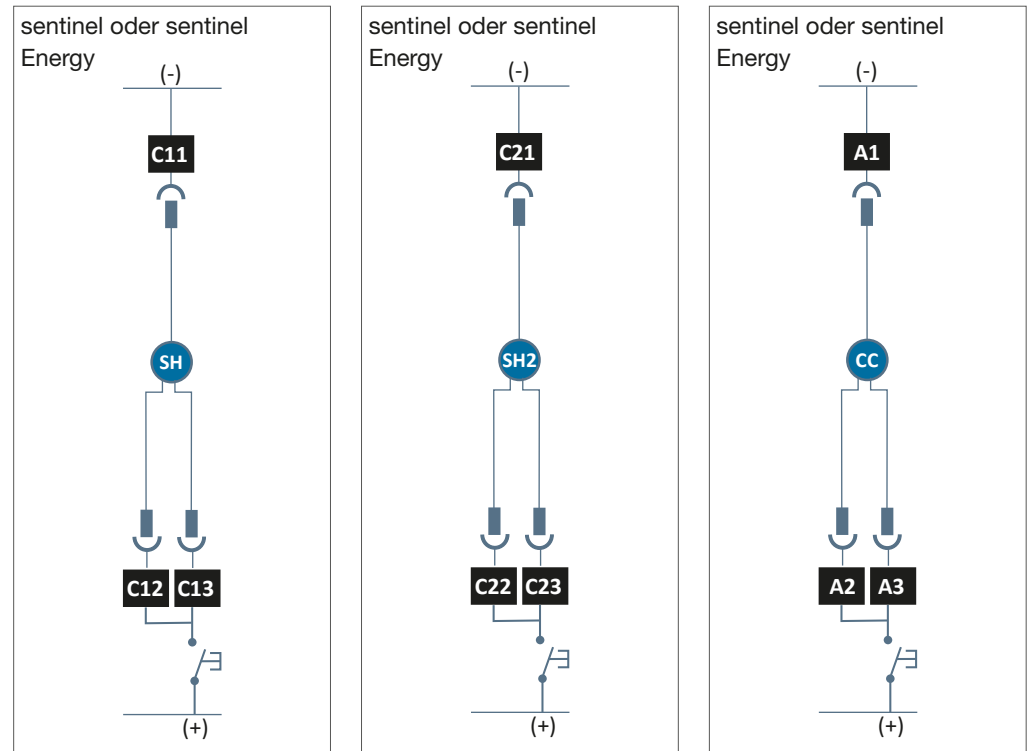 sentinel oder sentinel
Energy
(-)
C11
SH
C12 C13
(+)
sentinel oder sentinel
Energy
(-)
C21
SH2
C22 C23
(+)
sentinel oder sentinel
Energy
(-)
A1
CC
A2 A3
(+)